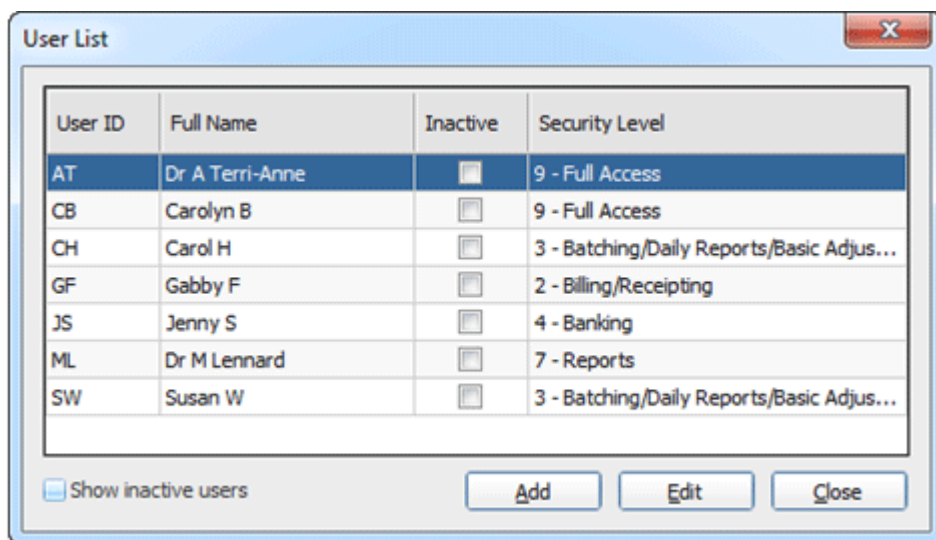 User List
User ID Full Name Inactive Security Level
AT Dr A Terri-Anne 9 - Full Access
CB Carolyn B 9 - Full Access
CH Carol H 3 - Batching/Daily Reports/Basic Adjus...
GF Gabby F 2 - Billing/Receipting
JS Jenny S 4 - Banking
ML Dr M Lennard 7 - Reports
SW Susan W 3 - Batching/Daily Reports/Basic Adjus...
Show inactive users Add Edit Close